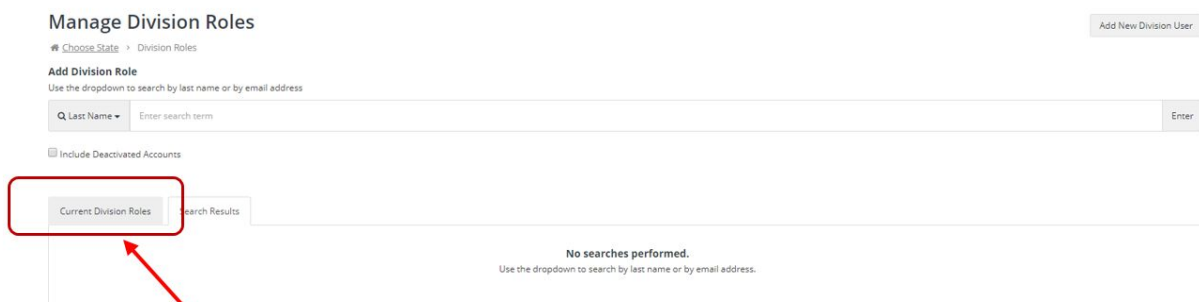 Manage Division Roles
Add New Division User
Choose State > Division Roles
Add Division Role
Use the dropdown to search by last name or by email address
Last Name Enter search term Enter
Include Deactivated Accounts
Current Division Roles Search Results
No searches performed.
Use the dropdown to search by last name or by email address.